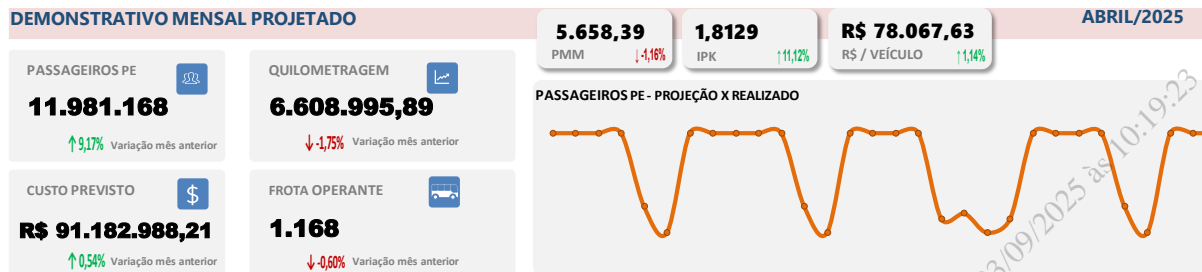 DEMONSTRATIVO MENSAL PROJETADO
ABRIL/2025
5.658,39
PMM ↓ -1,16%
1,8129
IPK ↑ 11,12%
R$ 78.067,63
R$ / VEÍCULO ↑ 1,14%
PASSAGEIROS PE
11.981.168
↑ 9,17% Variação mês anterior
QUILOMETRAGEM
6.608.995,89
↓ -1,75% Variação mês anterior
CUSTO PREVISTO
$
R$ 91.182.988,21
↑ 0,54% Variação mês anterior
FROTA OPERANTE
1.168
↓ -0,60% Variação mês anterior
PASSAGEIROS PE - PROJEÇÃO X REALIZADO
/09/2025 às 10:19:23